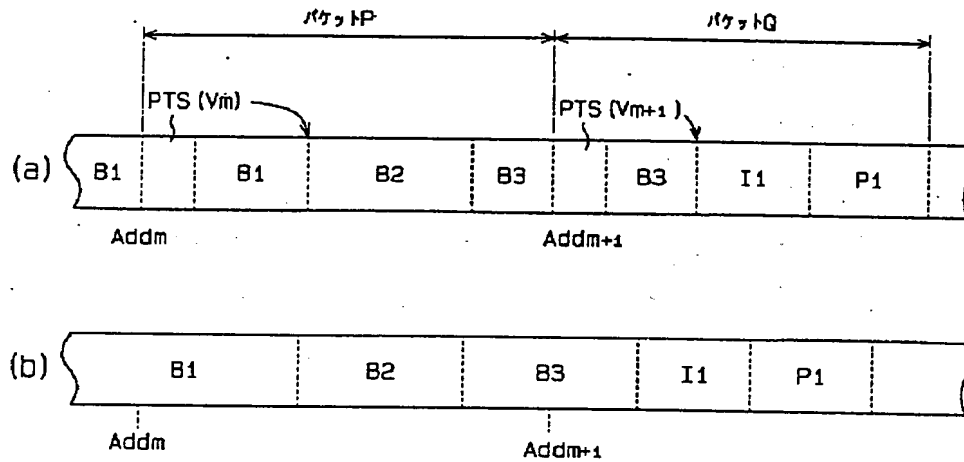 パケットP パケットQ
PTS (Vm) PTS (Vm+1)
(a) B1 B1 B2 B3 B3 I1 P1
Addm Addm+1
(b) B1 B2 B3 I1 P1
Addm Addm+1